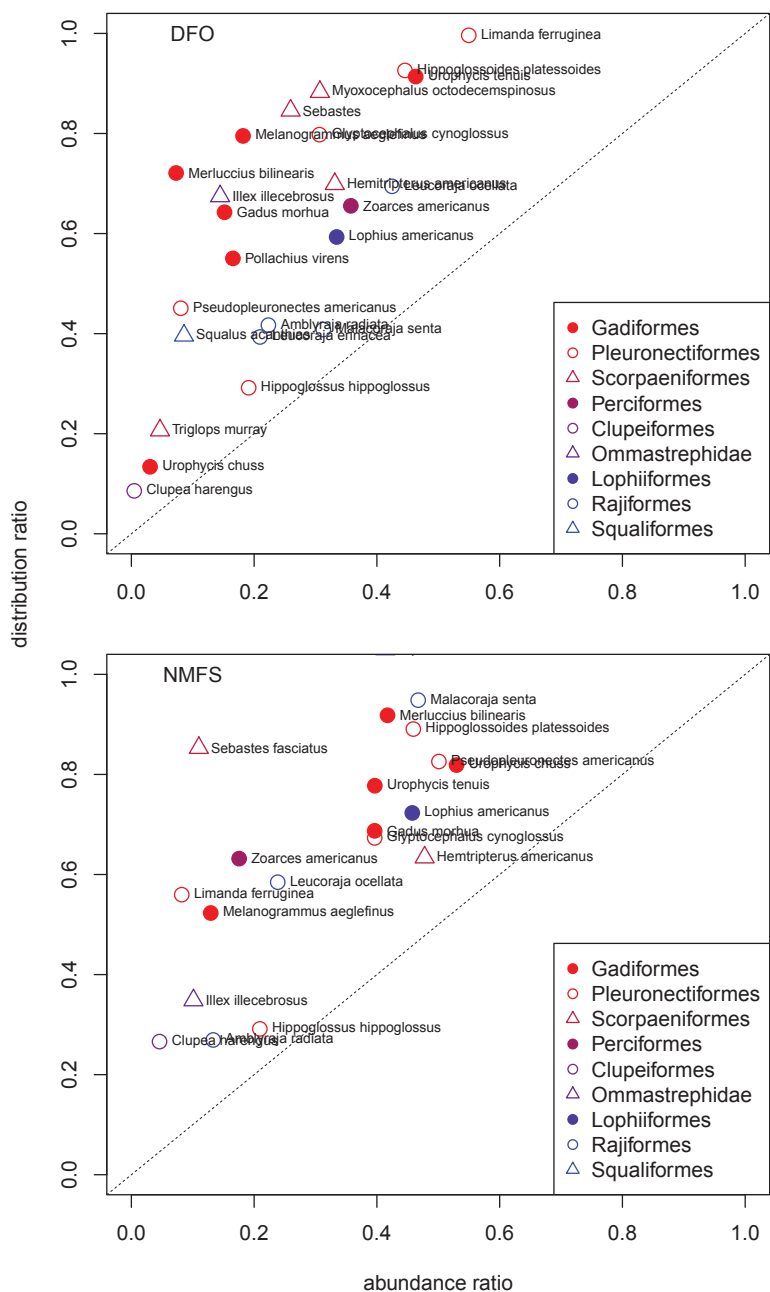 DFO
Limanda ferruginea
Hippoglossoides platessoides
Urophycis tenuis
Myoxocephalus octodecemspinosus
Sebastes
Melanogrammus aeglefinus
Glyptocephalus cynoglossus
Merluccius bilinearis
Hemitripterus americanus
Leucoraja ocellata
Illex illecebrosus
Zoarces americanus
Gadus morhua
Lophius americanus
Pollachius virens
Pseudopleuronectes americanus
Amblyraja radiata
Malacoraja senta
Squalus acanthias
Leucoraja erinacea
Hippoglossus hippoglossus
Triglops murray
Urophycis chuss
Clupea harengus
Gadiformes
Pleuronectiformes
Scorpaeniformes
Perciformes
Clupeiformes
Ommastrephidae
Lophiiformes
Rajiformes
Squaliformes
0.0 0.2 0.4 0.6 0.8 1.0
0.0 0.2 0.4 0.6 0.8 1.0
distribution ratio
NMFS
Malacoraja senta
Merluccius bilinearis
Hippoglossoides platessoides
Sebastes fasciatus
Pseudopleuronectes americanus
Urophycis chuss
Urophycis tenuis
Lophius americanus
Gadus morhua
Glyptocephalus cynoglossus
Zoarces americanus
Hemtripterus americanus
Leucoraja ocellata
Limanda ferruginea
Melanogrammus aeglefinus
Illex illecebrosus
Hippoglossus hippoglossus
Clupea harengus
Amblyraja radiata
Gadiformes
Pleuronectiformes
Scorpaeniformes
Perciformes
Clupeiformes
Ommastrephidae
Lophiiformes
Rajiformes
Squaliformes
0.0 0.2 0.4 0.6 0.8 1.0
0.0 0.2 0.4 0.6 0.8 1.0
abundance ratio